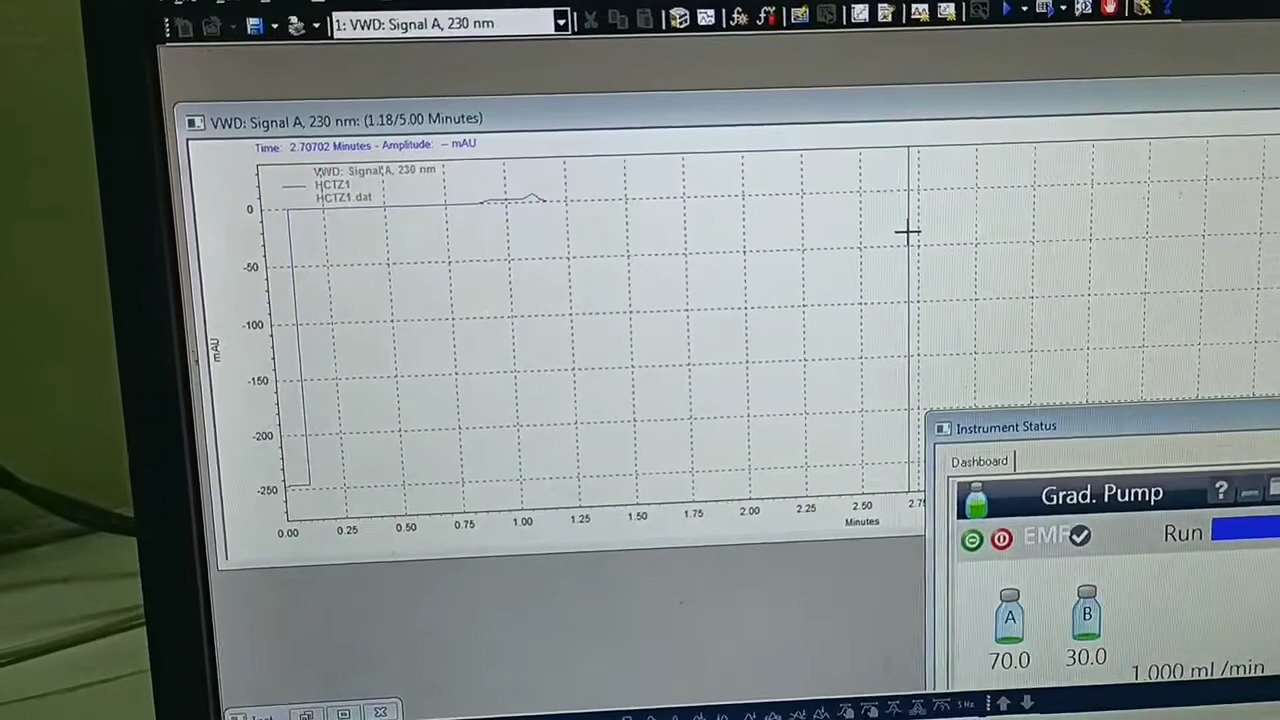 1: VWD: Signal A, 230 nm
VWD: Signal A, 230 nm: (1.18/5.00 Minutes)
Time: 2.70702 Minutes - Amplitude: -- mAU
VWD: Signal A, 230 nm
HCTZ1
HCTZ1.dat
0
-50
-100
-150
-200
-250
mAU
0.00 0.25 0.50 0.75 1.00 1.25 1.50 1.75 2.00 2.25 2.50
Minutes
Instrument Status
Dashboard
Grad. Pump
?
EMF
Run
A B
70.0 30.0
1.000 ml/min
5 Hz